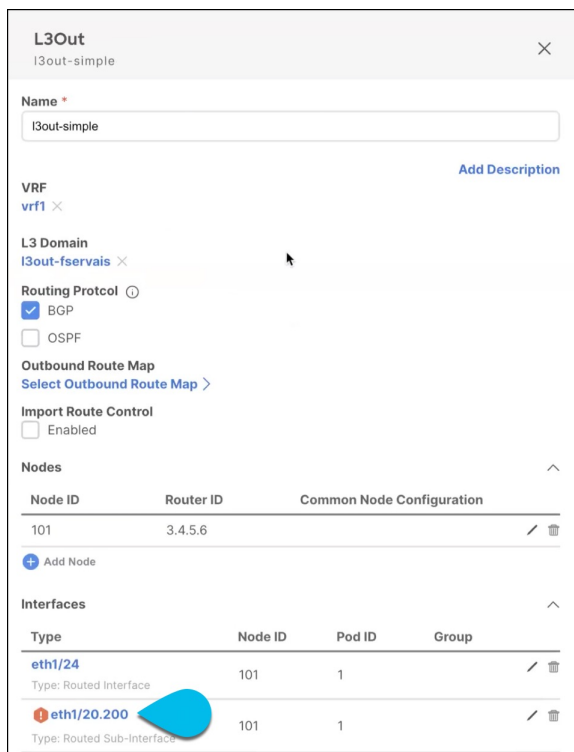 L3Out
l3out-simple
Name *
l3out-simple
Add Description
VRF
vrf1
L3 Domain
l3out-fservais
Routing Protcol
BGP
OSPF
Outbound Route Map
Select Outbound Route Map >
Import Route Control
Enabled
Nodes
Node ID Router ID Common Node Configuration
101 3.4.5.6
Add Node
Interfaces
Type Node ID Pod ID Group
eth1/24
Type: Routed Interface
101 1
eth1/20.200
Type: Routed Sub-Interface
101 1